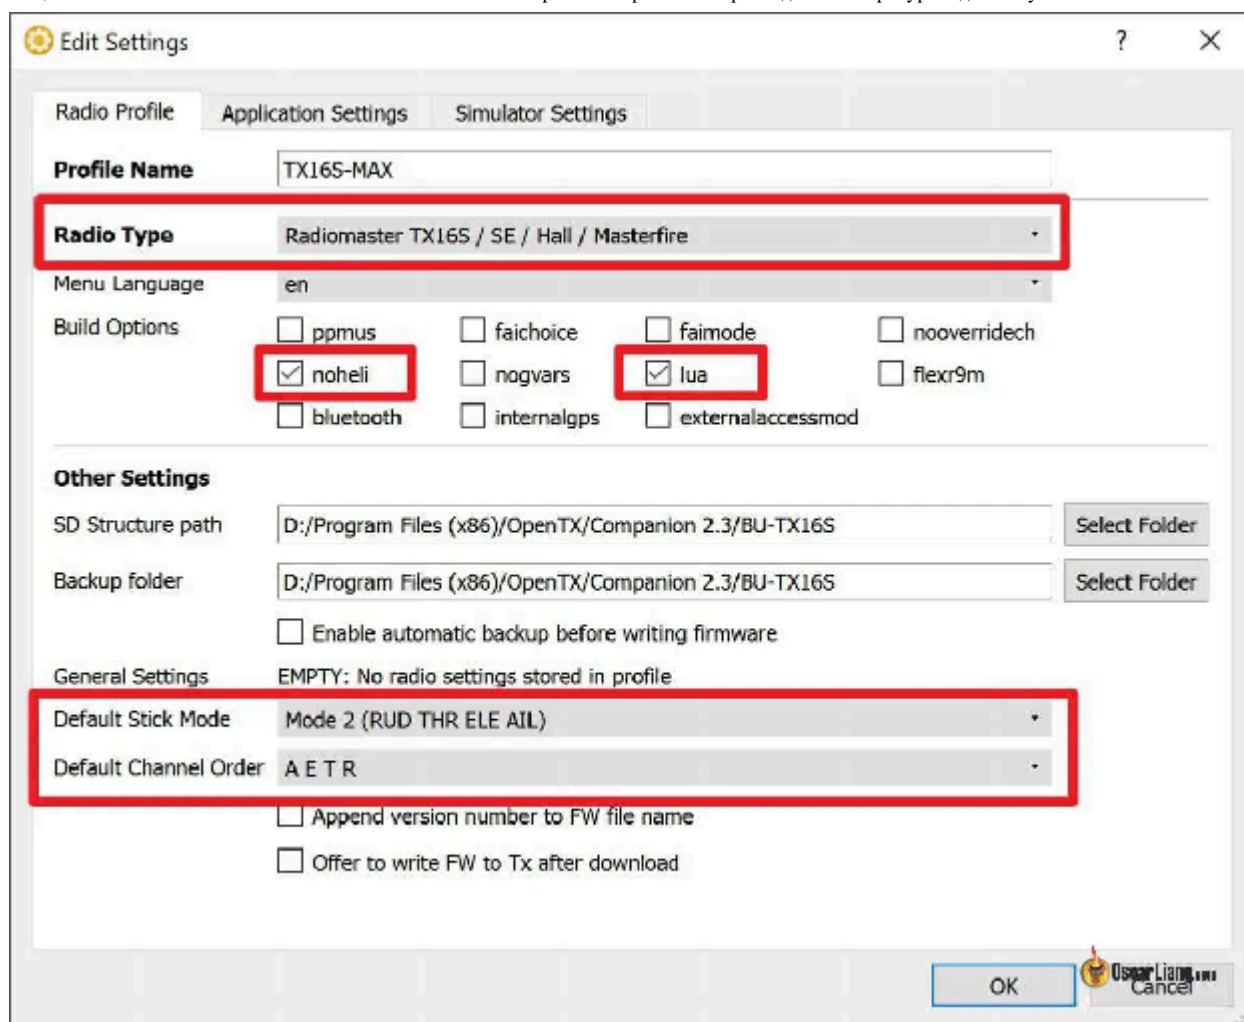 Edit Settings ? X
Radio Profile Application Settings Simulator Settings
Profile Name TX16S-MAX
Radio Type Radiomaster TX16S / SE / Hall / Masterfire
Menu Language en
Build Options ppmus faichoice faimode nooverridech
noheli nogvars lua flexr9m
bluetooth internalgps externalaccessmod
Other Settings
SD Structure path D:/Program Files (x86)/OpenTX/Companion 2.3/BU-TX16S Select Folder
Backup folder D:/Program Files (x86)/OpenTX/Companion 2.3/BU-TX16S Select Folder
Enable automatic backup before writing firmware
General Settings EMPTY: No radio settings stored in profile
Default Stick Mode Mode 2 (RUD THR ELE AIL)
Default Channel Order A E T R
Append version number to FW file name
Offer to write FW to Tx after download
OscarLiang.com
OK Cancel